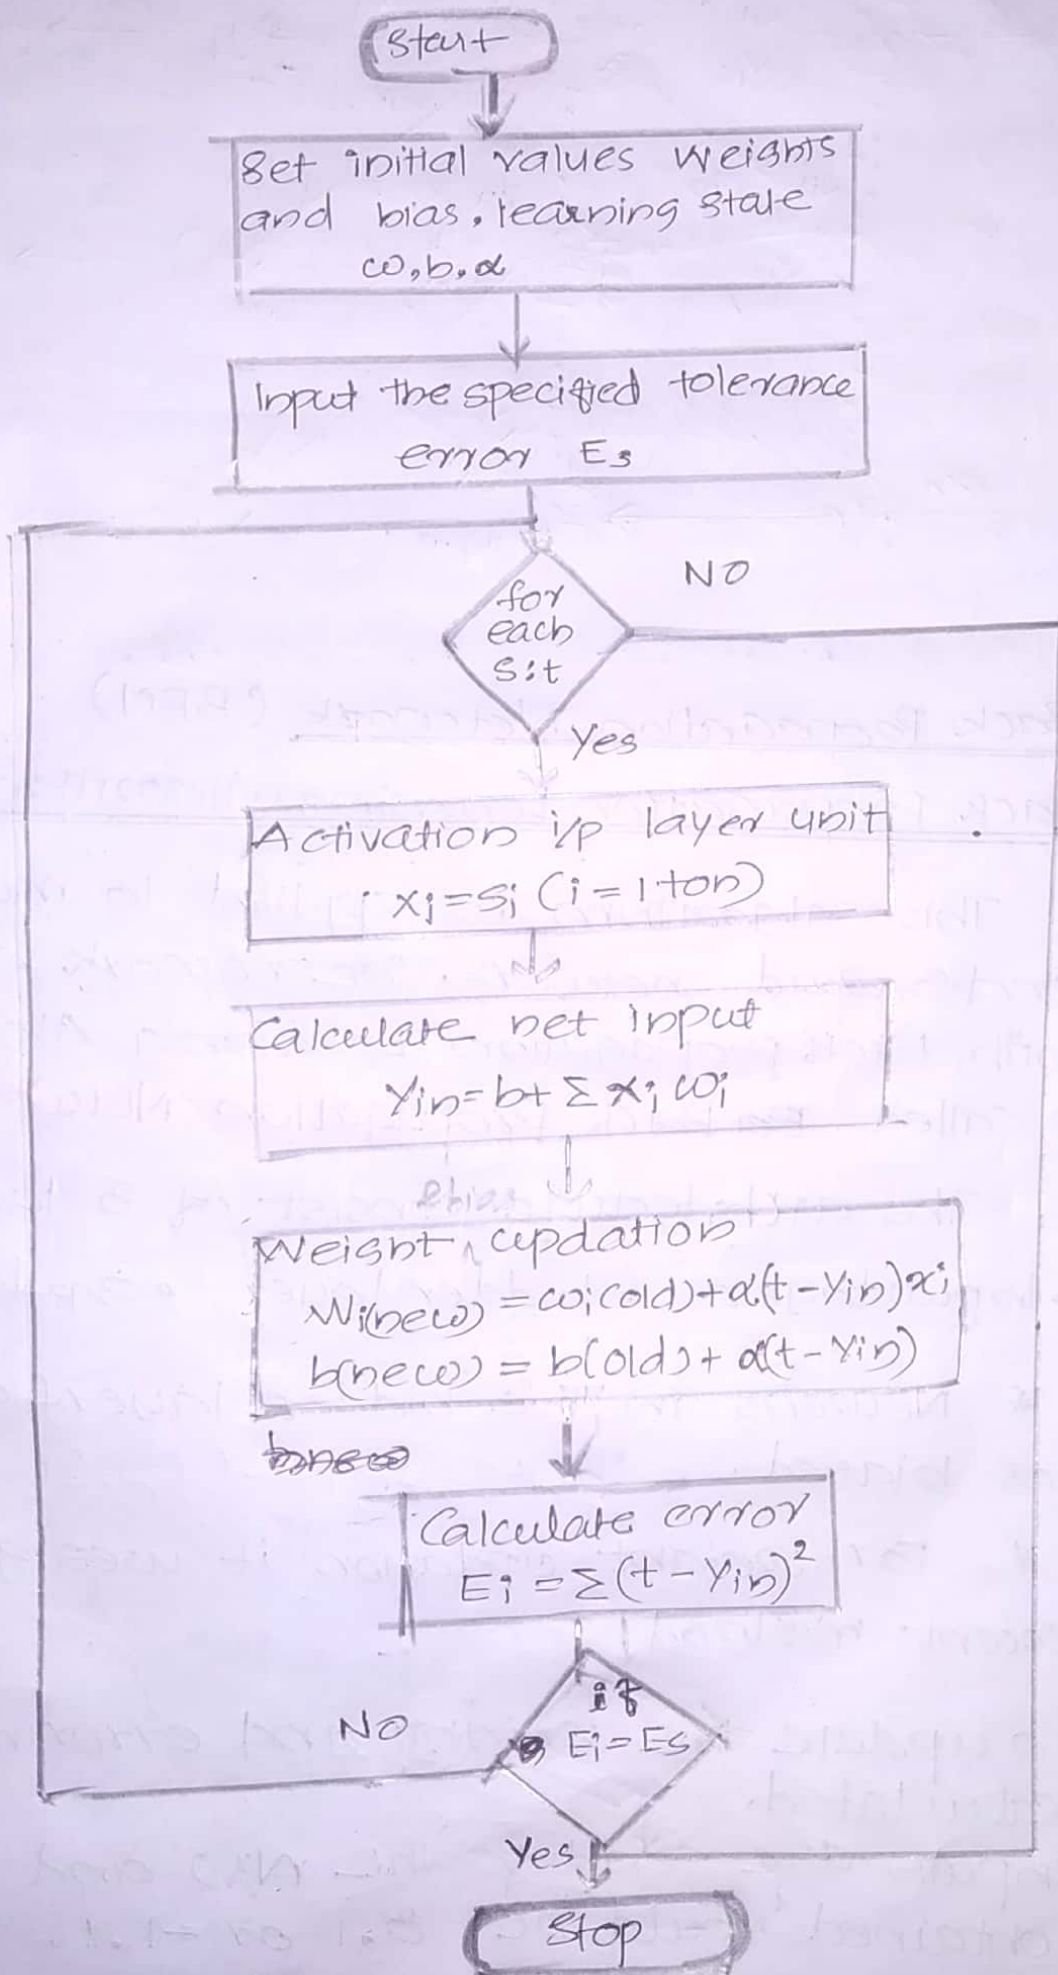 Start
Set initial values weights
and bias, learning state
ω, b, α
Input the specified tolerance
error Es
for
each
s:t
NO
Yes
Activation i/p layer unit
xi = si (i = 1 to n)
Calculate net input
Yin = b + Σ xi ωi
&bias
Weight ^ updation
Wi(new) = ωi(old) + α(t - Yin)xi
b(new) = b(old) + α(t - Yin)
Calculate error
Ei = Σ(t - Yin)²
if
Ei = Es
NO
Yes
Stop